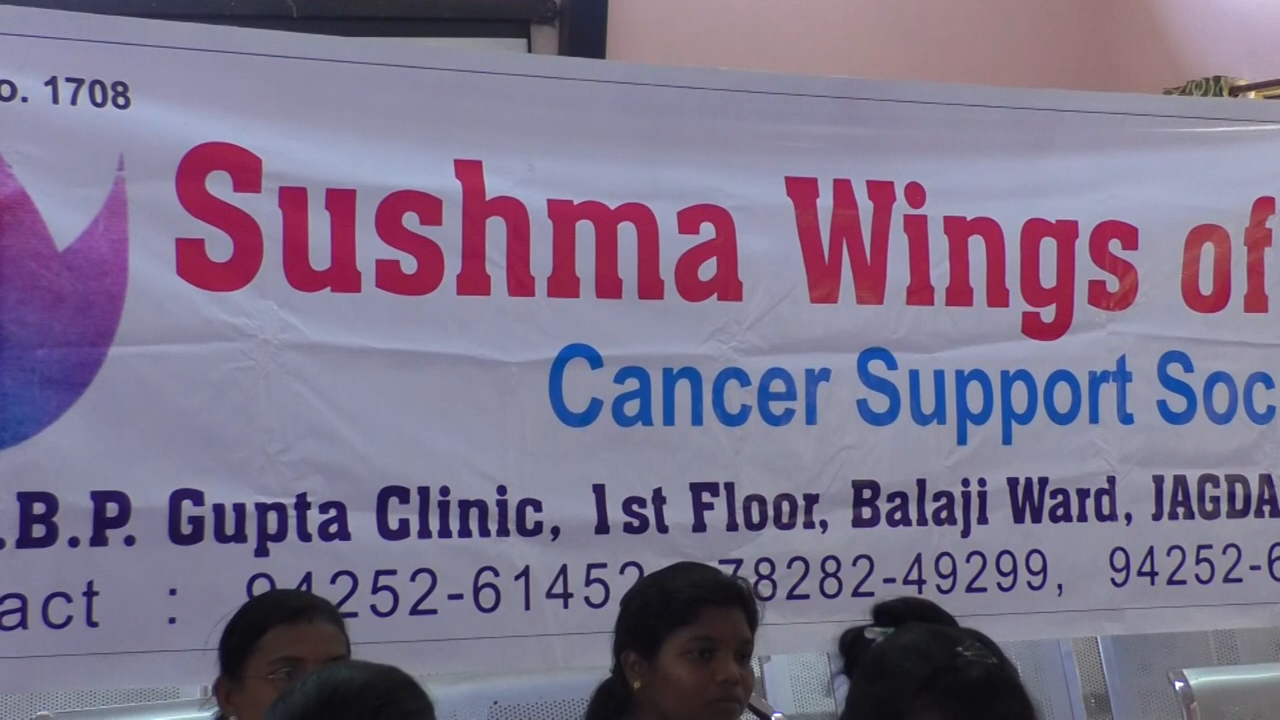 o. 1708
Sushma Wings of
Cancer Support Soc
.B.P. Gupta Clinic, 1st Floor, Balaji Ward, JAGDA
act : 94252-61452 78282-49299, 94252-6